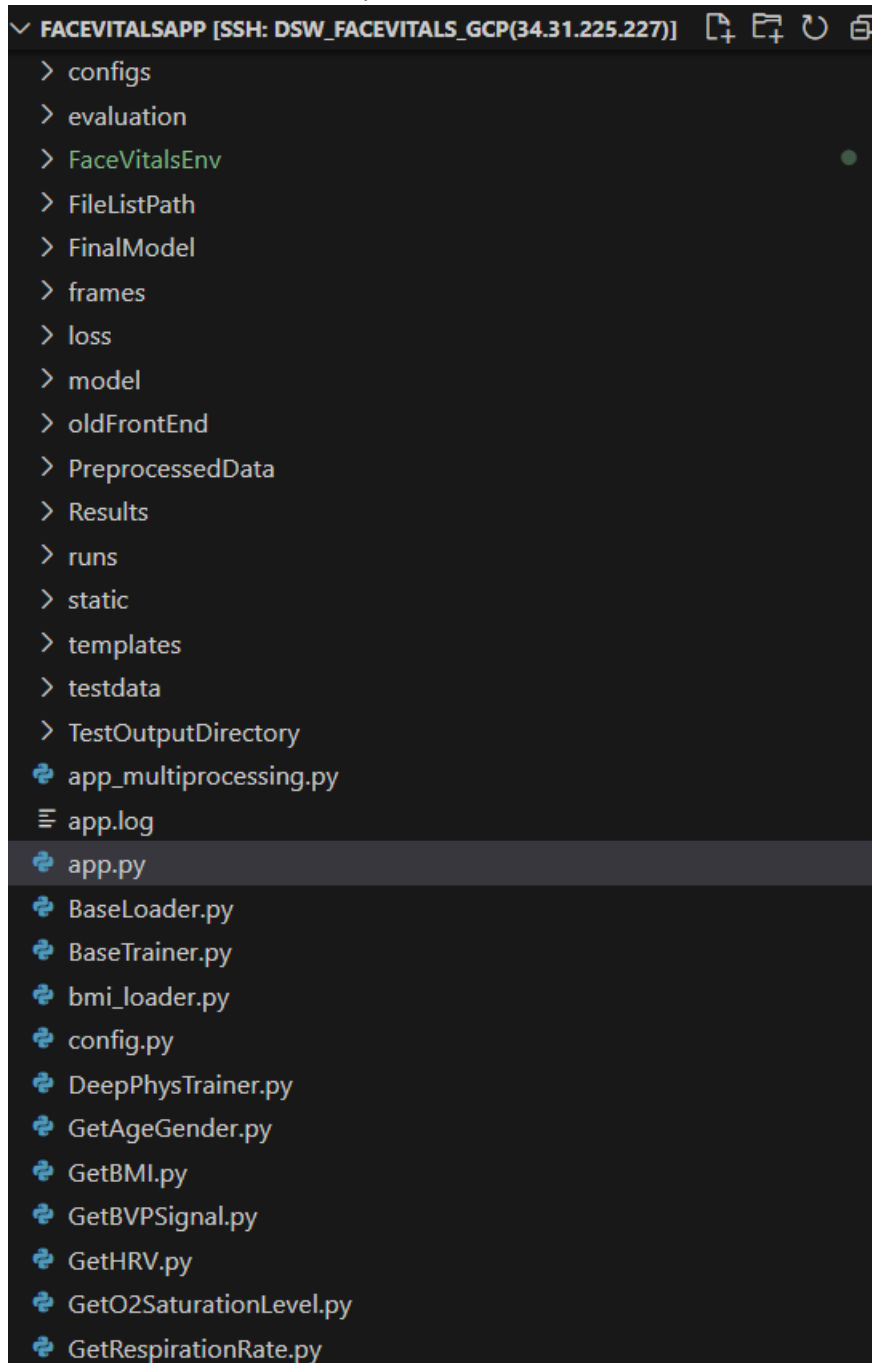 FACEVITALSAPP [SSH: DSW_FACEVITALS_GCP(34.31.225.227)]
configs
evaluation
FaceVitalsEnv
FileListPath
FinalModel
frames
loss
model
oldFrontEnd
PreprocessedData
Results
runs
static
templates
testdata
TestOutputDirectory
app_multiprocessing.py
app.log
app.py
BaseLoader.py
BaseTrainer.py
bmi_loader.py
config.py
DeepPhysTrainer.py
GetAgeGender.py
GetBMI.py
GetBVPSignal.py
GetHRV.py
GetO2SaturationLevel.py
GetRespirationRate.py